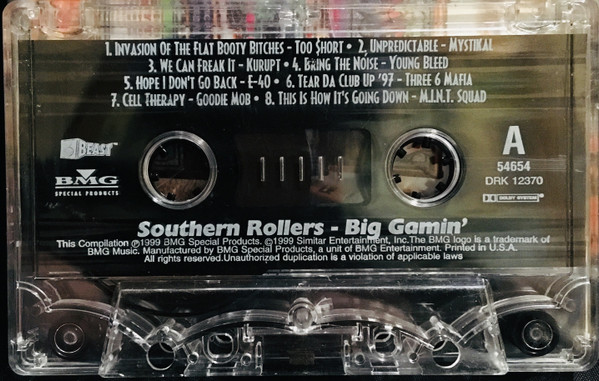 1. Invasion Of The Flat Booty Bitches - Too $hort • 2, Unpredictable - Mystikal
3. We Can Freak It - Kurupt • 4. Bring The Noise - Young Bleed
5. Hope I Don't Go Back - E-40 • 6. Tear Da Club Up '97 - Three 6 Mafia
7. Cell Therapy - Goodie Mob • 8. This Is How It's Going Down - M.I.N.T. Squad
BEAST
BMG
SPECIAL PRODUCTS
A
54654
DRK 12370
DOLBY SYSTEM
Southern Rollers - Big Gamin'
This Compilation ℗1999 BMG Special Products. ©1999 Simitar Entertainment, Inc.The BMG logo is a trademark of
BMG Music. Manufactured by BMG Special Products, a unit of BMG Entertainment. Printed in U.S.A.
All rights reserved.Unauthorized duplication is a violation of applicable laws